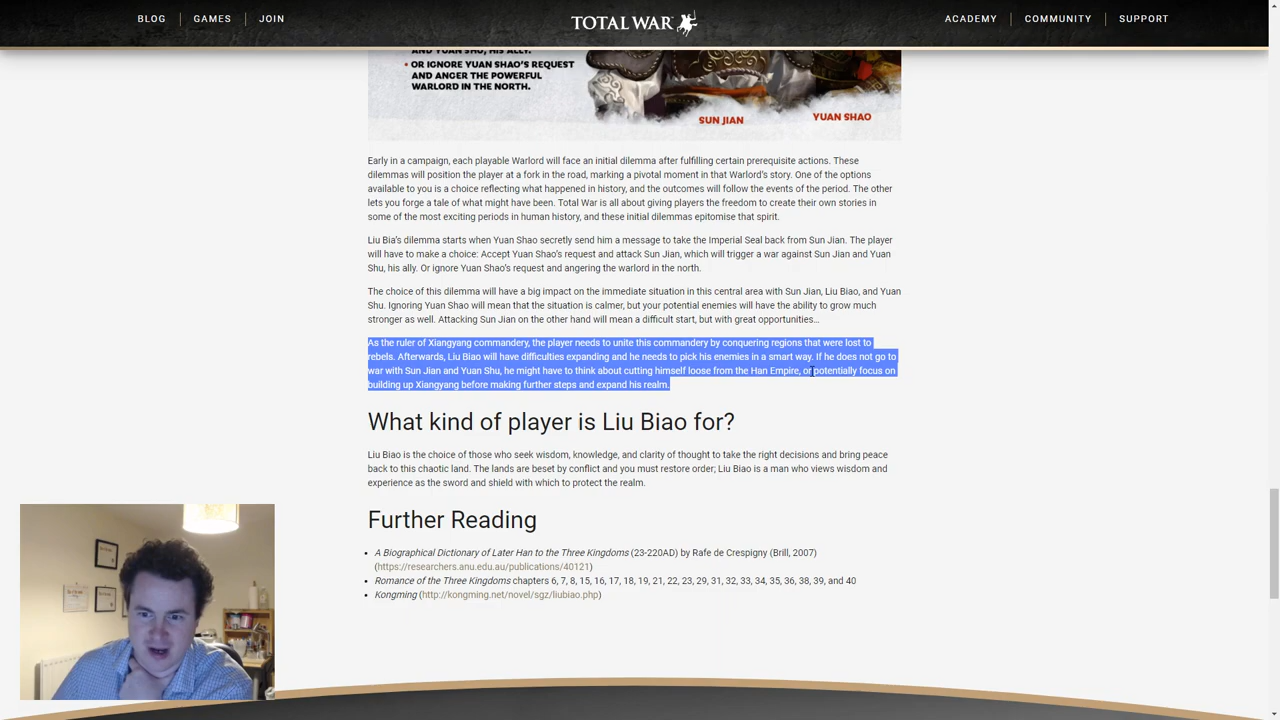 BLOG
GAMES
JOIN
TOTAL WAR
ACADEMY
COMMUNITY
SUPPORT
AND YUAN SHU, HIS ALLY.
• OR IGNORE YUAN SHAO'S REQUEST
AND ANGER THE POWERFUL
WARLORD IN THE NORTH.
SUN JIAN
YUAN SHAO
Early in a campaign, each playable Warlord will face an initial dilemma after fulfilling certain prerequisite actions. These
dilemmas will position the player at a fork in the road, marking a pivotal moment in that Warlord's story. One of the options
available to you is a choice reflecting what happened in history, and the outcomes will follow the events of the period. The other
lets you forge a tale of what might have been. Total War is all about giving players the freedom to create their own stories in
some of the most exciting periods in human history, and these initial dilemmas epitomise that spirit.
Liu Bia's dilemma starts when Yuan Shao secretly send him a message to take the Imperial Seal back from Sun Jian. The player
will have to make a choice: Accept Yuan Shao's request and attack Sun Jian, which will trigger a war against Sun Jian and Yuan
Shu, his ally. Or ignore Yuan Shao's request and angering the warlord in the north.
The choice of this dilemma will have a big impact on the immediate situation in this central area with Sun Jian, Liu Biao, and Yuan
Shu. Ignoring Yuan Shao will mean that the situation is calmer, but your potential enemies will have the ability to grow much
stronger as well. Attacking Sun Jian on the other hand will mean a difficult start, but with great opportunities…
As the ruler of Xiangyang commandery, the player needs to unite this commandery by conquering regions that were lost to
rebels. Afterwards, Liu Biao will have difficulties expanding and he needs to pick his enemies in a smart way. If he does not go to
war with Sun Jian and Yuan Shu, he might have to think about cutting himself loose from the Han Empire, or potentially focus on
building up Xiangyang before making further steps and expand his realm.
What kind of player is Liu Biao for?
Liu Biao is the choice of those who seek wisdom, knowledge, and clarity of thought to take the right decisions and bring peace
back to this chaotic land. The lands are beset by conflict and you must restore order; Liu Biao is a man who views wisdom and
experience as the sword and shield with which to protect the realm.
Further Reading
• A Biographical Dictionary of Later Han to the Three Kingdoms (23-220AD) by Rafe de Crespigny (Brill, 2007)
(https://researchers.anu.edu.au/publications/40121)
• Romance of the Three Kingdoms chapters 6, 7, 8, 15, 16, 17, 18, 19, 21, 22, 23, 29, 31, 32, 33, 34, 35, 36, 38, 39, and 40
• Kongming (http://kongming.net/novel/sgz/liubiao.php)